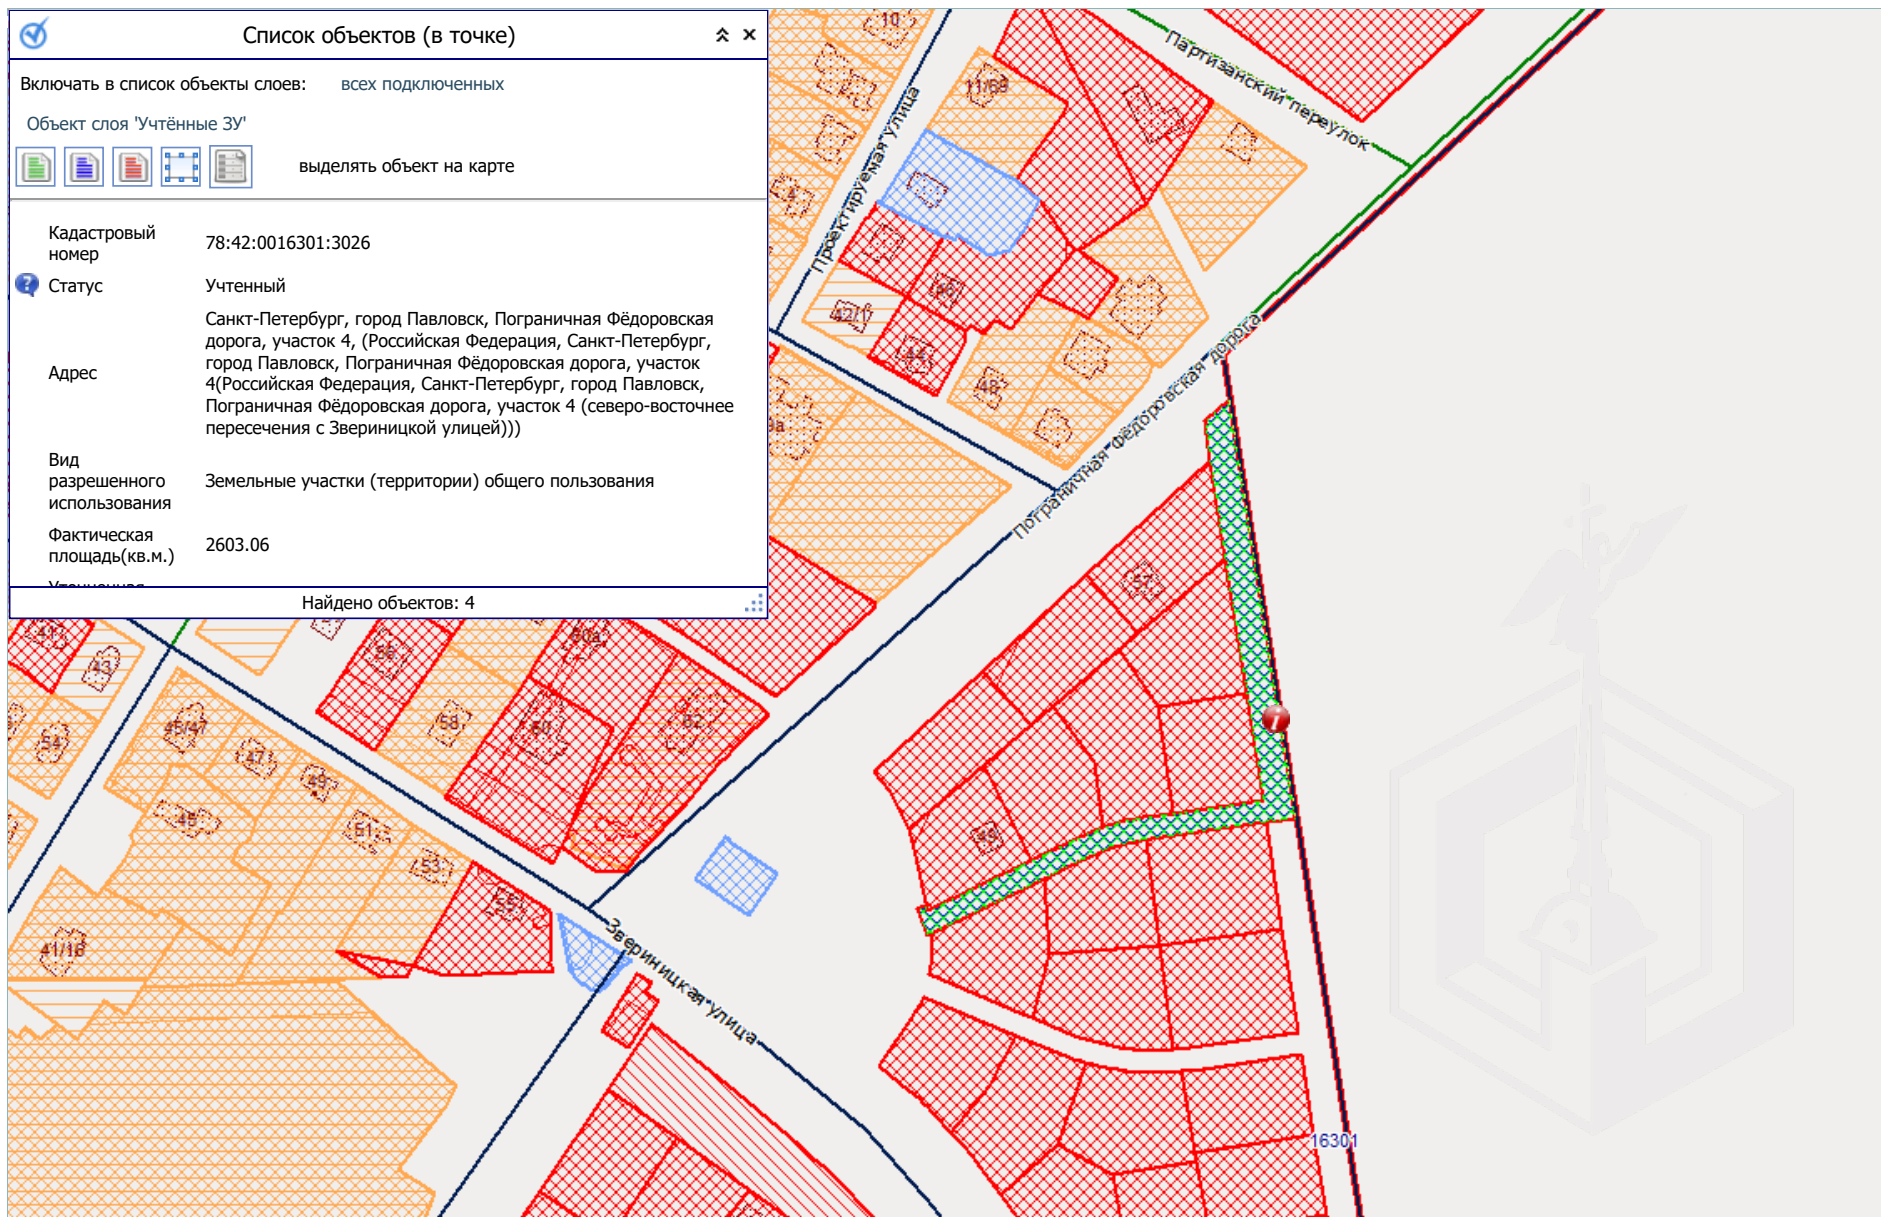 Список объектов (в точке)
Включать в список объекты слоев: всех подключенных
Объект слоя 'Учтённые ЗУ'
выделять объект на карте
Кадастровый
номер
78:42:0016301:3026
Статус
Учтенный
Адрес
Санкт-Петербург, город Павловск, Пограничная Фёдоровская
дорога, участок 4, (Российская Федерация, Санкт-Петербург,
город Павловск, Пограничная Фёдоровская дорога, участок
4(Российская Федерация, Санкт-Петербург, город Павловск,
Пограничная Фёдоровская дорога, участок 4 (северо-восточнее
пересечения с Звериницкой улицей)))
Вид
разрешенного
использования
Земельные участки (территории) общего пользования
Фактическая
площадь(кв.м.)
2603.06
Найдено объектов: 4
Партизанский переулок
Проектируемая улица
Пограничная Фёдоровская дорога
Звериницкая улица
10
11/69
4
42/1
46
44
48
9а
57
49
41
43
54
56
58
60а
60
62
45/47
47
49
45
51
53
55
41/16
16301